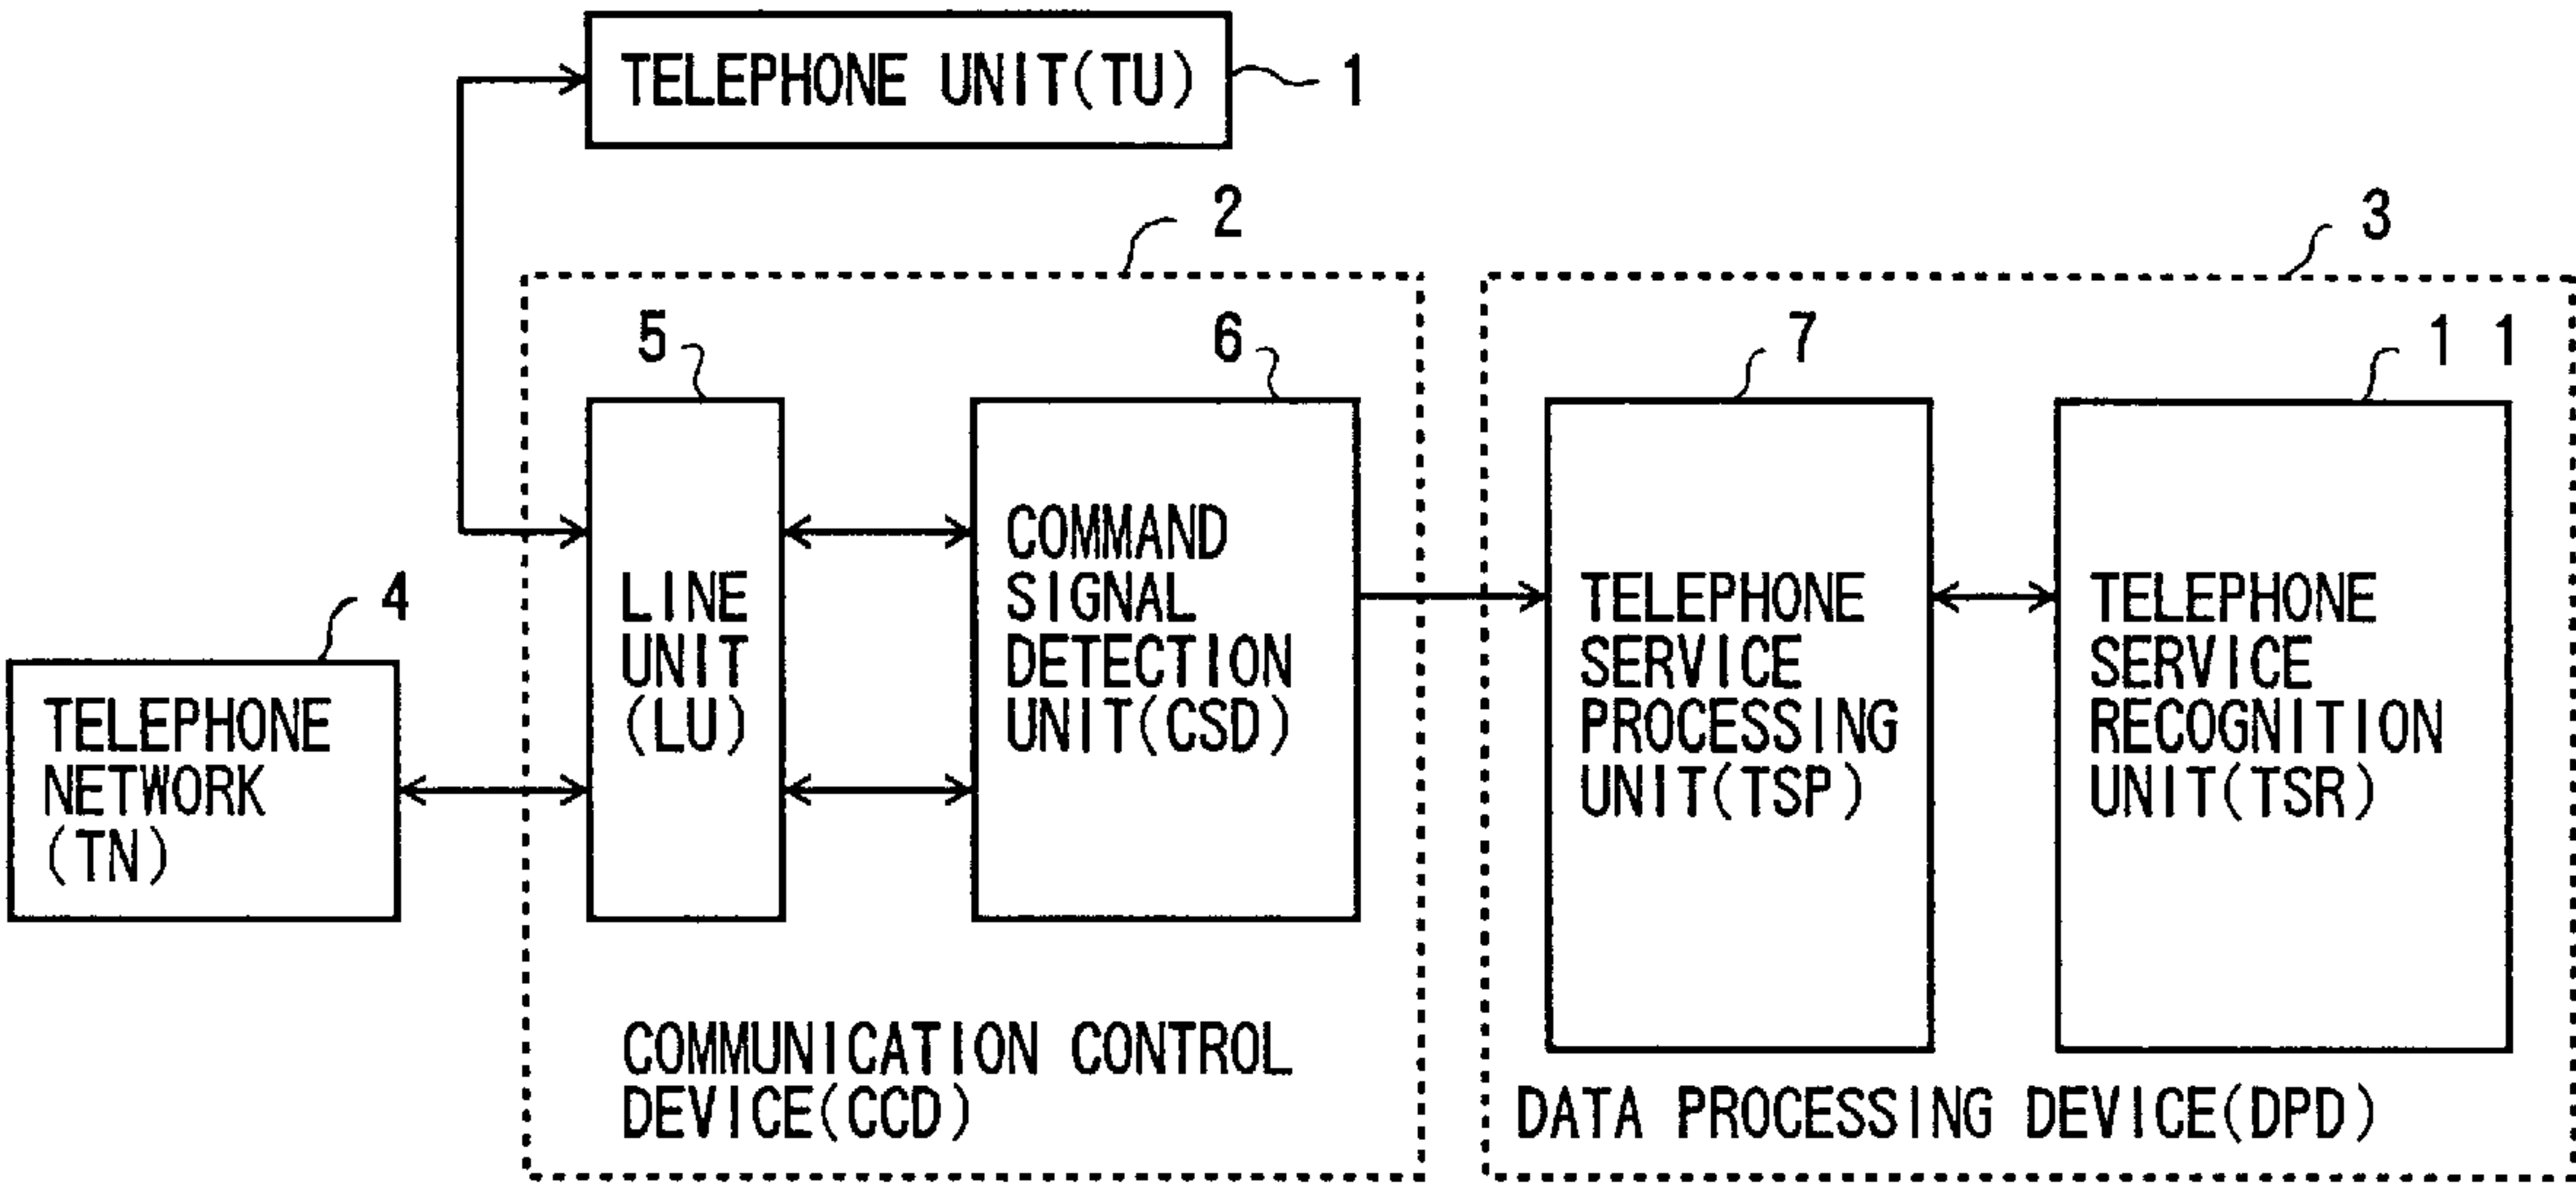 TELEPHONE UNIT(TU)
1
2
3
5
6
7
11
4
TELEPHONE
NETWORK
(TN)
LINE
UNIT
(LU)
COMMAND
SIGNAL
DETECTION
UNIT(CSD)
TELEPHONE
SERVICE
PROCESSING
UNIT(TSP)
TELEPHONE
SERVICE
RECOGNITION
UNIT(TSR)
COMMUNICATION CONTROL
DEVICE(CCD)
DATA PROCESSING DEVICE(DPD)